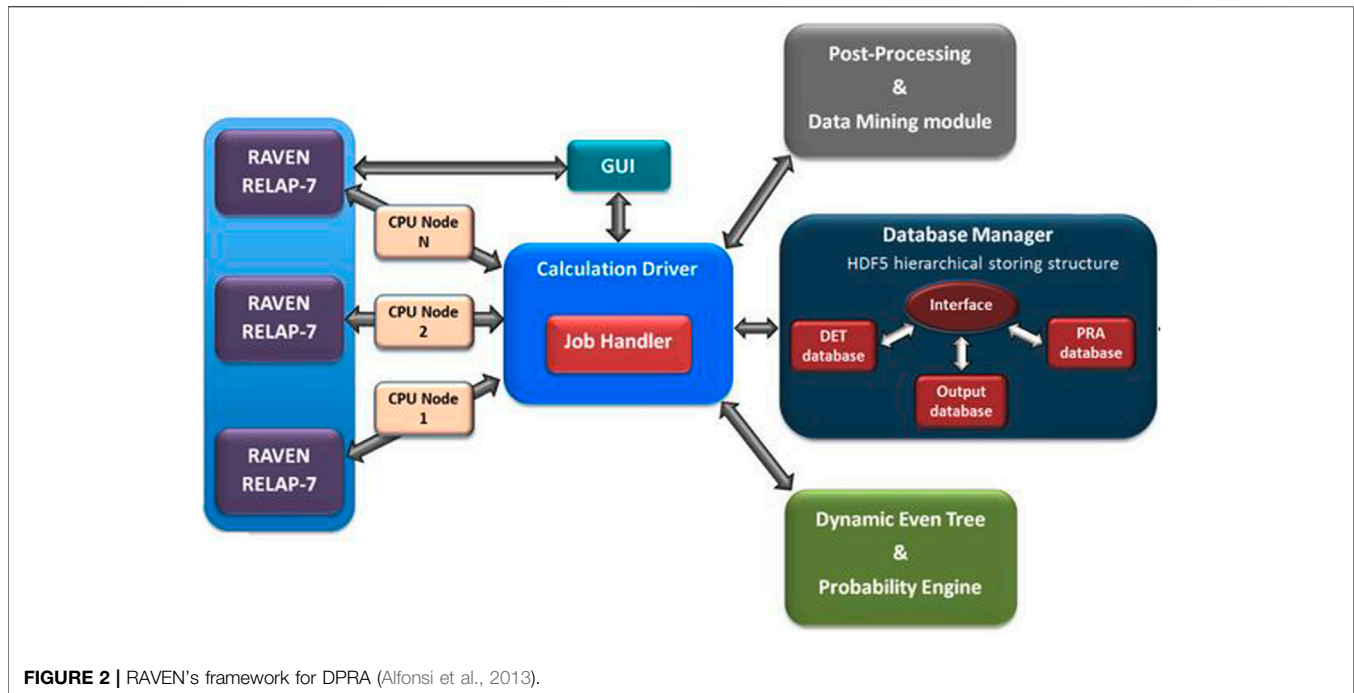 RAVEN
RELAP-7
RAVEN
RELAP-7
RAVEN
RELAP-7
CPU Node
N
CPU Node
2
CPU Node
1
GUI
Calculation Driver
Job Handler
Post-Processing
&
Data Mining module
Database Manager
HDF5 hierarchical storing structure
Interface
DET
database
PRA
database
Output
database
Dynamic Even Tree
&
Probability Engine
FIGURE 2 | RAVEN’s framework for DPRA (Alfonsi et al., 2013).